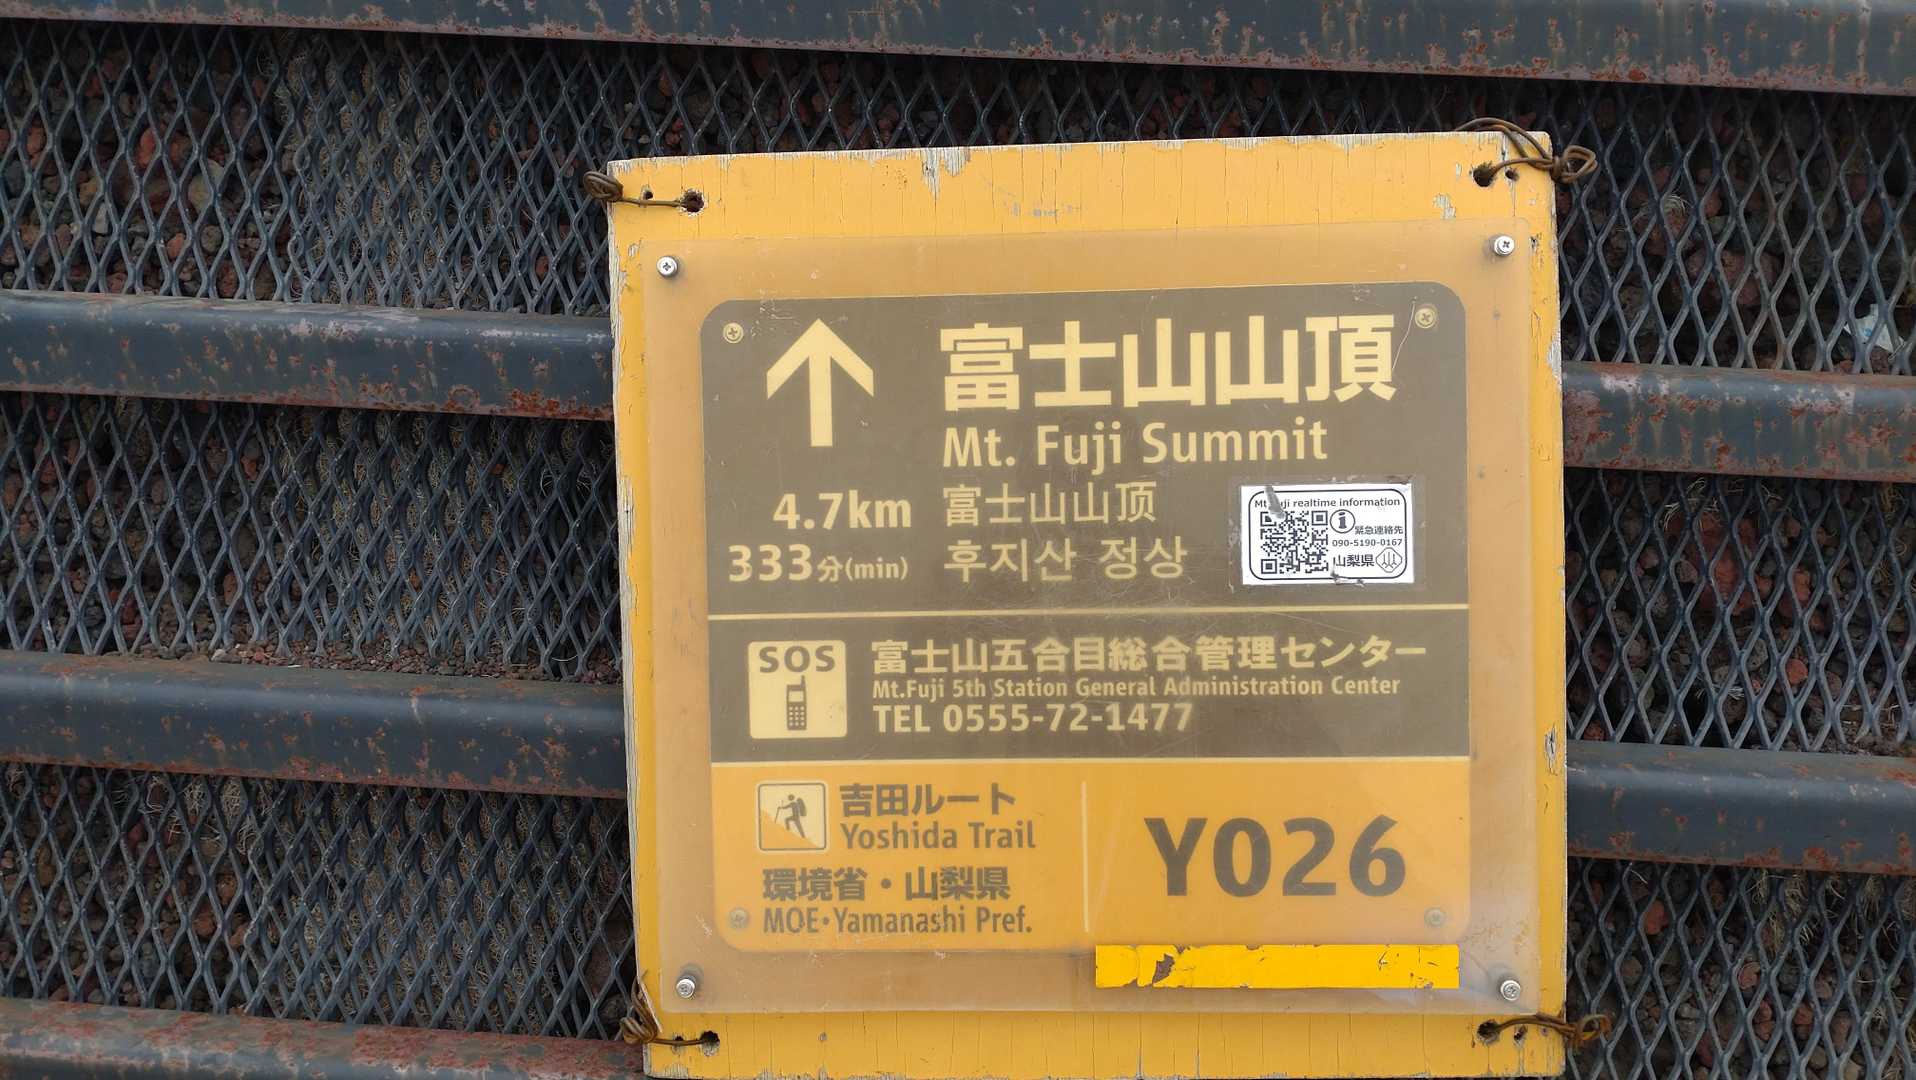 富士山山頂
Mt. Fuji Summit
4.7km
富士山山顶
333分(min)
후지산 정상
Mt.Fuji realtime information
i
緊急連絡先
090-5190-0167
山梨県
SOS
富士山五合目総合管理センター
Mt.Fuji 5th Station General Administration Center
TEL 0555-72-1477
吉田ルート
Yoshida Trail
環境省・山梨県
MOE・Yamanashi Pref.
Y026